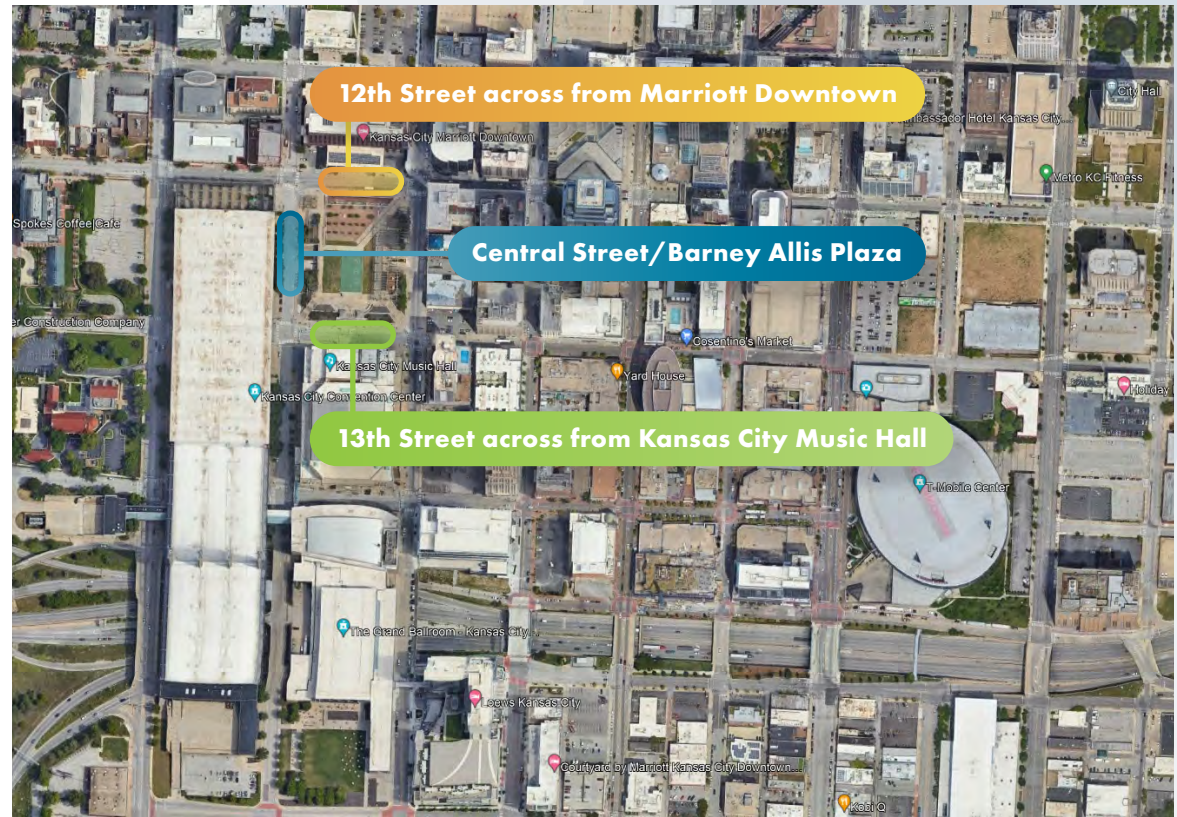 12th Street across from Marriott Downtown
City Hall
Ambassador Hotel Kansas City...
Kansas City Marriott Downtown
Metro KC Fitness
Spokes Coffee|Cafe
Central Street/Barney Allis Plaza
er Construction Company
Cosentino's Market
Kansas City Music Hall
Yard House
Kansas City Convention Center
Holiday
13th Street across from Kansas City Music Hall
T-Mobile Center
The Grand Ballroom - Kansas City...
Loews Kansas City
Courtyard by Marriott Kansas City Downtown...
Kobi Q